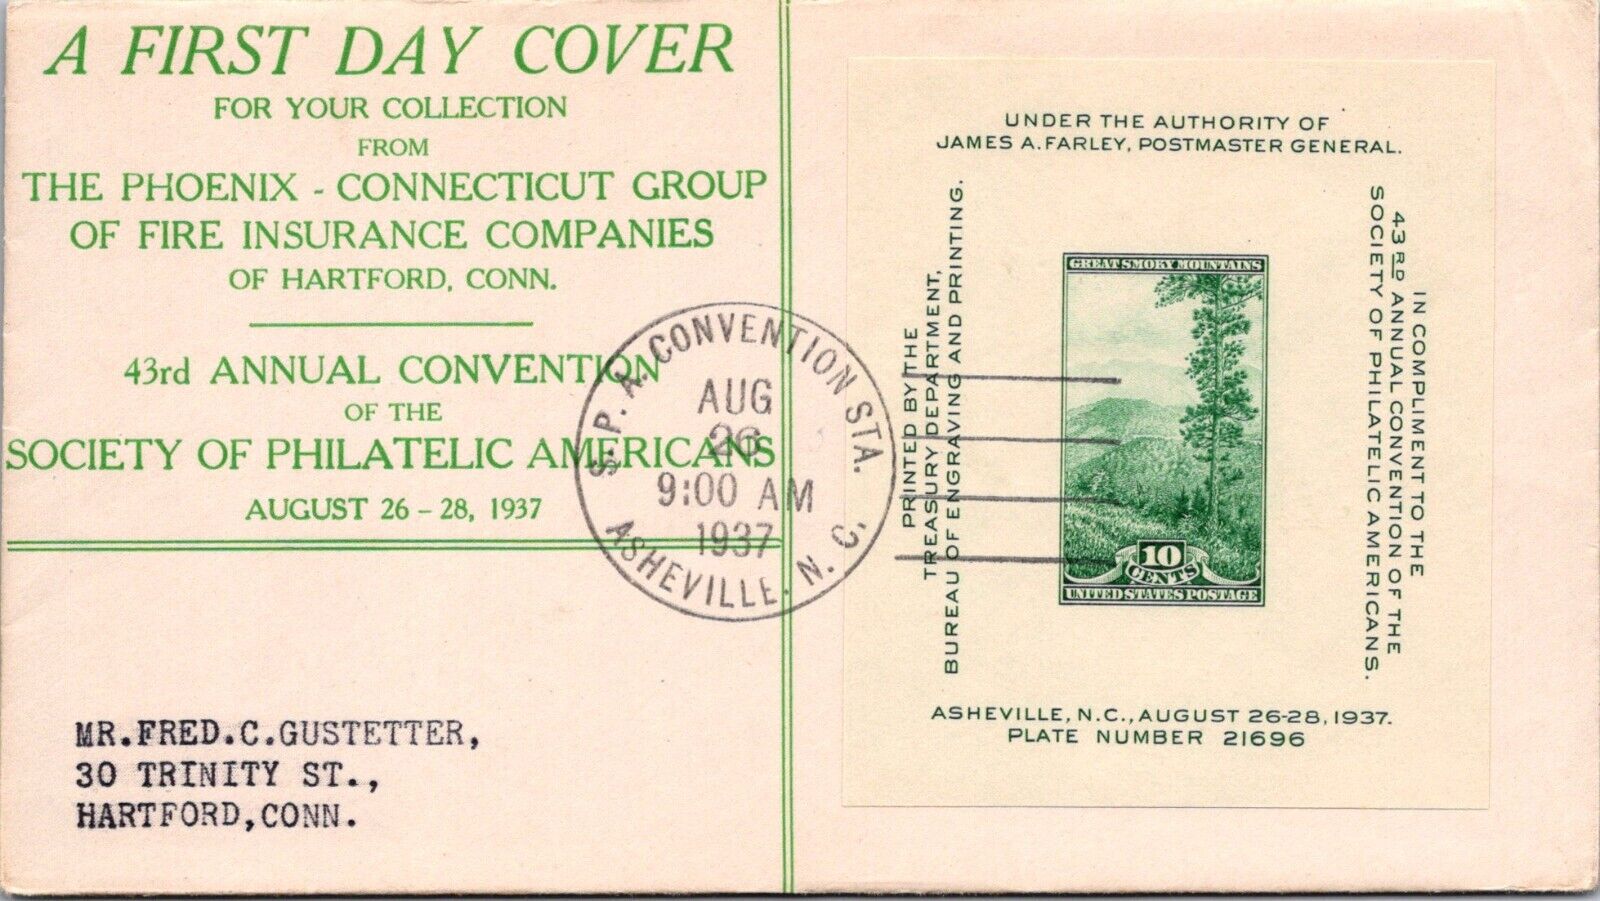 A FIRST DAY COVER
FOR YOUR COLLECTION
FROM
THE PHOENIX - CONNECTICUT GROUP
OF FIRE INSURANCE COMPANIES
OF HARTFORD, CONN.
43rd ANNUAL CONVENTION
OF THE
SOCIETY OF PHILATELIC AMERICANS
AUGUST 26 – 28, 1937
S. P. A. CONVENTION STA.
AUG
26
9:00 AM
1937
ASHEVILLE, N. C.
MR.FRED.C.GUSTETTER,
30 TRINITY ST.,
HARTFORD,CONN.
UNDER THE AUTHORITY OF
JAMES A. FARLEY, POSTMASTER GENERAL.
PRINTED BY THE
TREASURY DEPARTMENT,
BUREAU OF ENGRAVING AND PRINTING.
GREAT SMOKY MOUNTAINS
10
CENTS
UNITED STATES POSTAGE
IN COMPLIMENT TO THE
43RD ANNUAL CONVENTION OF THE
SOCIETY OF PHILATELIC AMERICANS.
ASHEVILLE, N.C., AUGUST 26-28, 1937.
PLATE NUMBER 21696